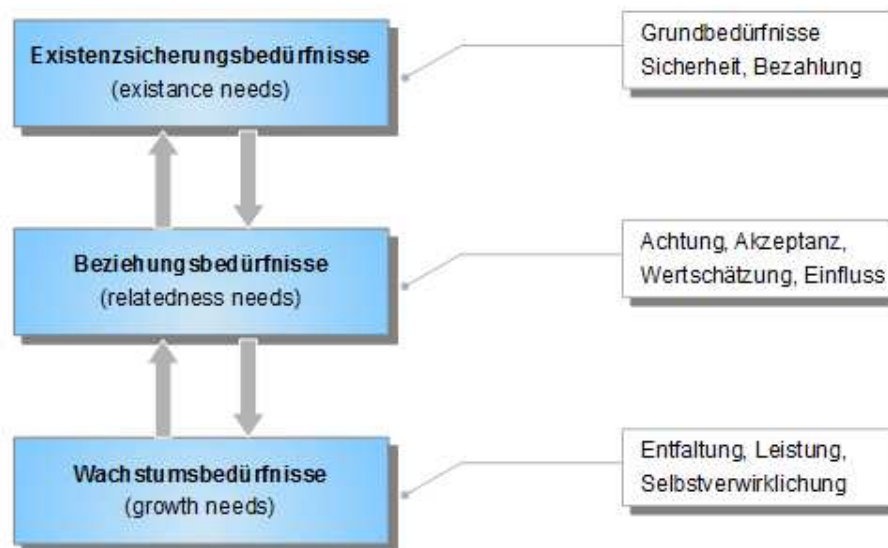 Existenzsicherungsbedürfnisse
(existance needs)
Grundbedürfnisse
Sicherheit, Bezahlung
Beziehungsbedürfnisse
(relatedness needs)
Achtung, Akzeptanz,
Wertschätzung, Einfluss
Wachstumsbedürfnisse
(growth needs)
Entfaltung, Leistung,
Selbstverwirklichung